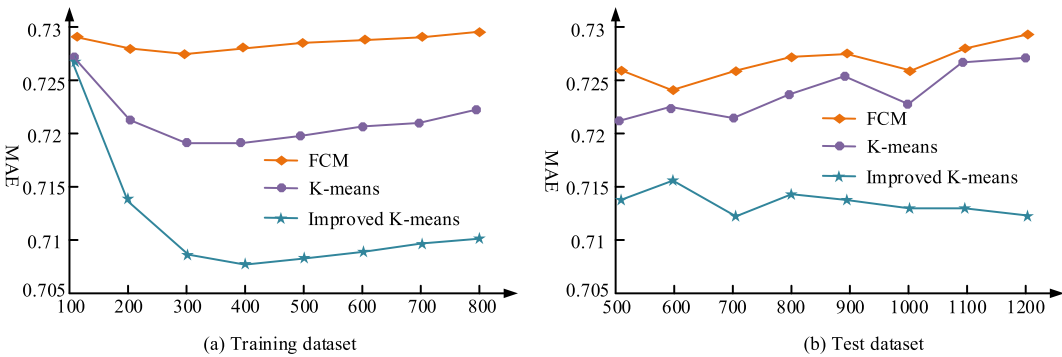 0.73
0.725
0.72
0.715
0.71
0.705
MAE
FCM
K-means
Improved K-means
100 200 300 400 500 600 700 800
(a) Training dataset
0.73
0.725
0.72
0.715
0.71
0.705
MAE
FCM
K-means
Improved K-means
500 600 700 800 900 1000 1100 1200
(b) Test dataset